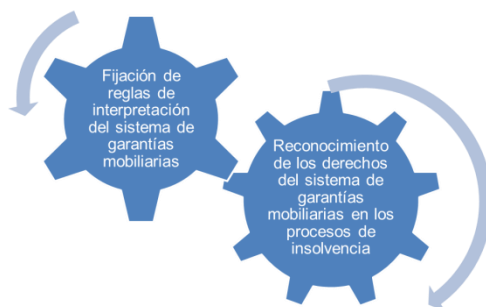 Fijación de
reglas de
interpretación
del sistema de
garantías
mobiliarias
Reconocimiento
de los derechos
del sistema de
garantías
mobiliarias en los
procesos de
insolvencia